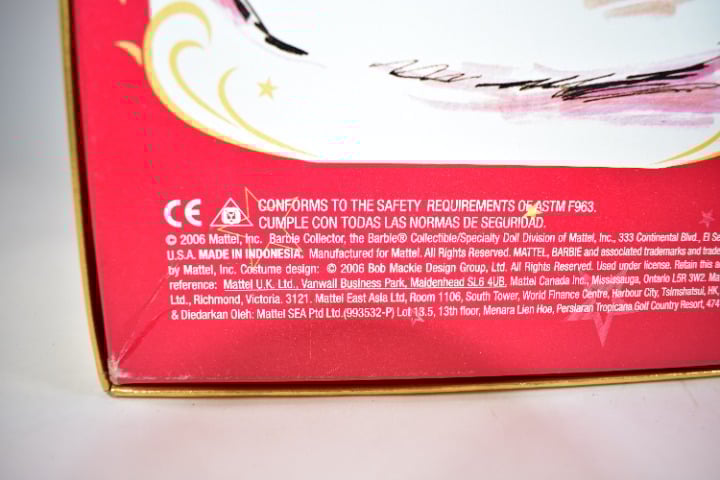 CE CONFORMS TO THE SAFETY REQUIREMENTS OF ASTM F963.
CUMPLE CON TODAS LAS NORMAS DE SEGURIDAD.
© 2006 Mattel, Inc. Barbie Collector, the Barbie® Collectible/Specialty Doll Division of Mattel, Inc., 333 Continental Blvd., El Se
U.S.A. MADE IN INDONESIA. Manufactured for Mattel. All Rights Reserved. MATTEL, BARBIE and associated trademarks and trade
by Mattel, Inc. Costume design: © 2006 Bob Mackie Design Group, Ltd. All Rights Reserved. Used under license. Retain this a
reference: Mattel U.K. Ltd., Vanwall Business Park, Maidenhead SL6 4UB. Mattel Canada Inc., Mississauga, Ontario L5R 3W2. Ma
Ltd., Richmond, Victoria. 3121. Mattel East Asia Ltd, Room 1106, South Tower, World Finance Centre, Harbour City, Tsimshatsui, HK,
& Diedarkan Oleh: Mattel SEA Ptd Ltd.(993532-P) Lot 13.5, 13th floor, Menara Lien Hoe, Persiaran Tropicana Golf Country Resort, 474